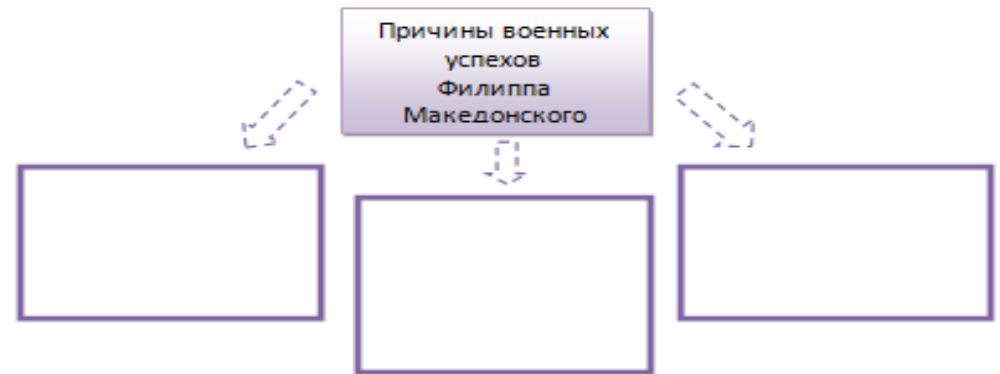 Причины военных
успехов
Филиппа
Македонского